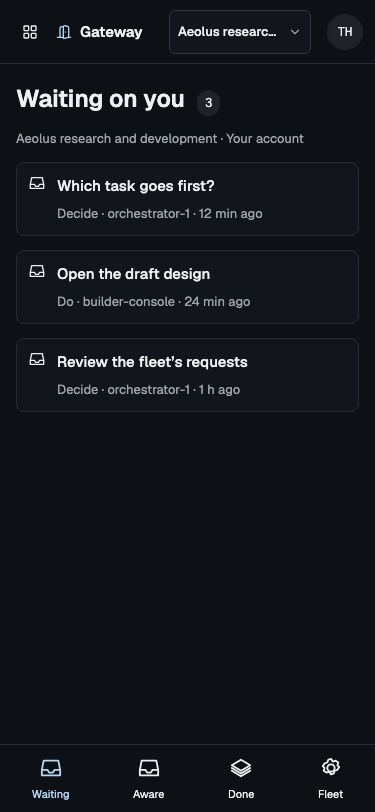 Gateway
Aeolus researc...
TH
Waiting on you 3
Aeolus research and development · Your account
Which task goes first?
Decide · orchestrator-1 · 12 min ago
Open the draft design
Do · builder-console · 24 min ago
Review the fleet's requests
Decide · orchestrator-1 · 1 h ago
Waiting
Aware
Done
Fleet